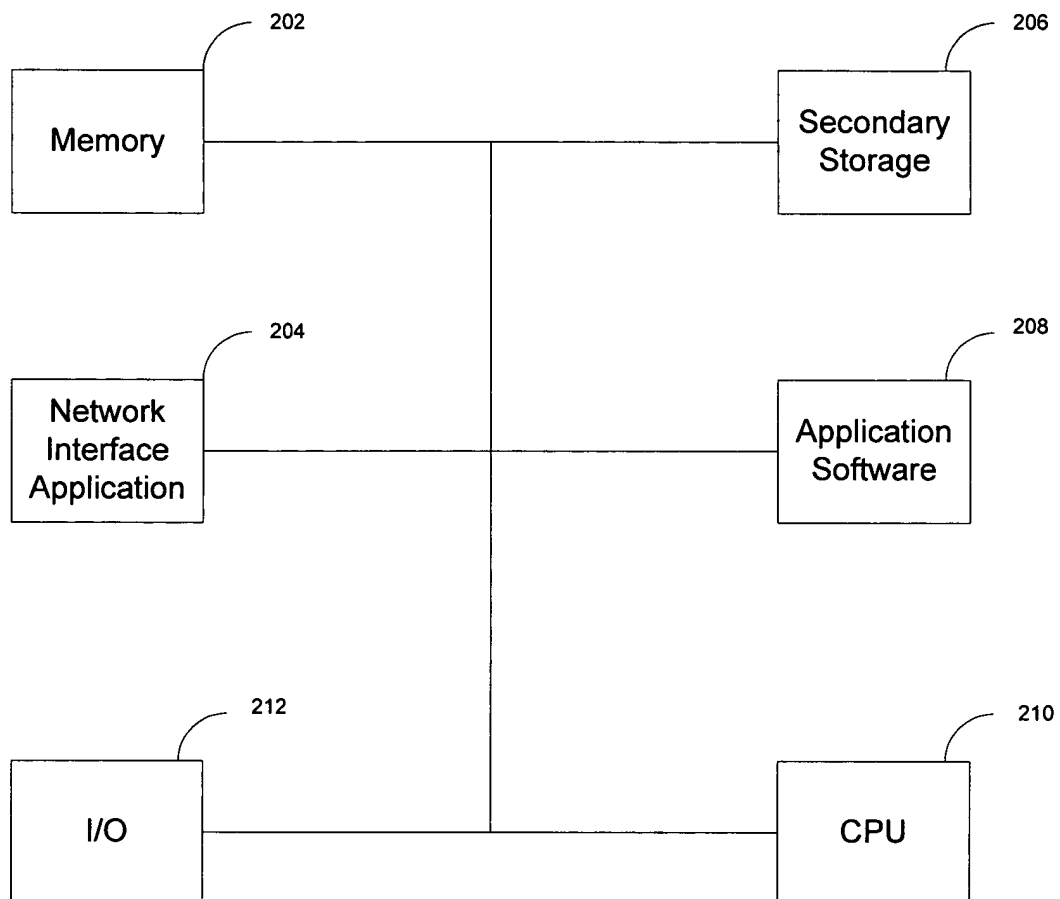 202
Memory
206
Secondary
Storage
204
Network
Interface
Application
208
Application
Software
212
I/O
210
CPU